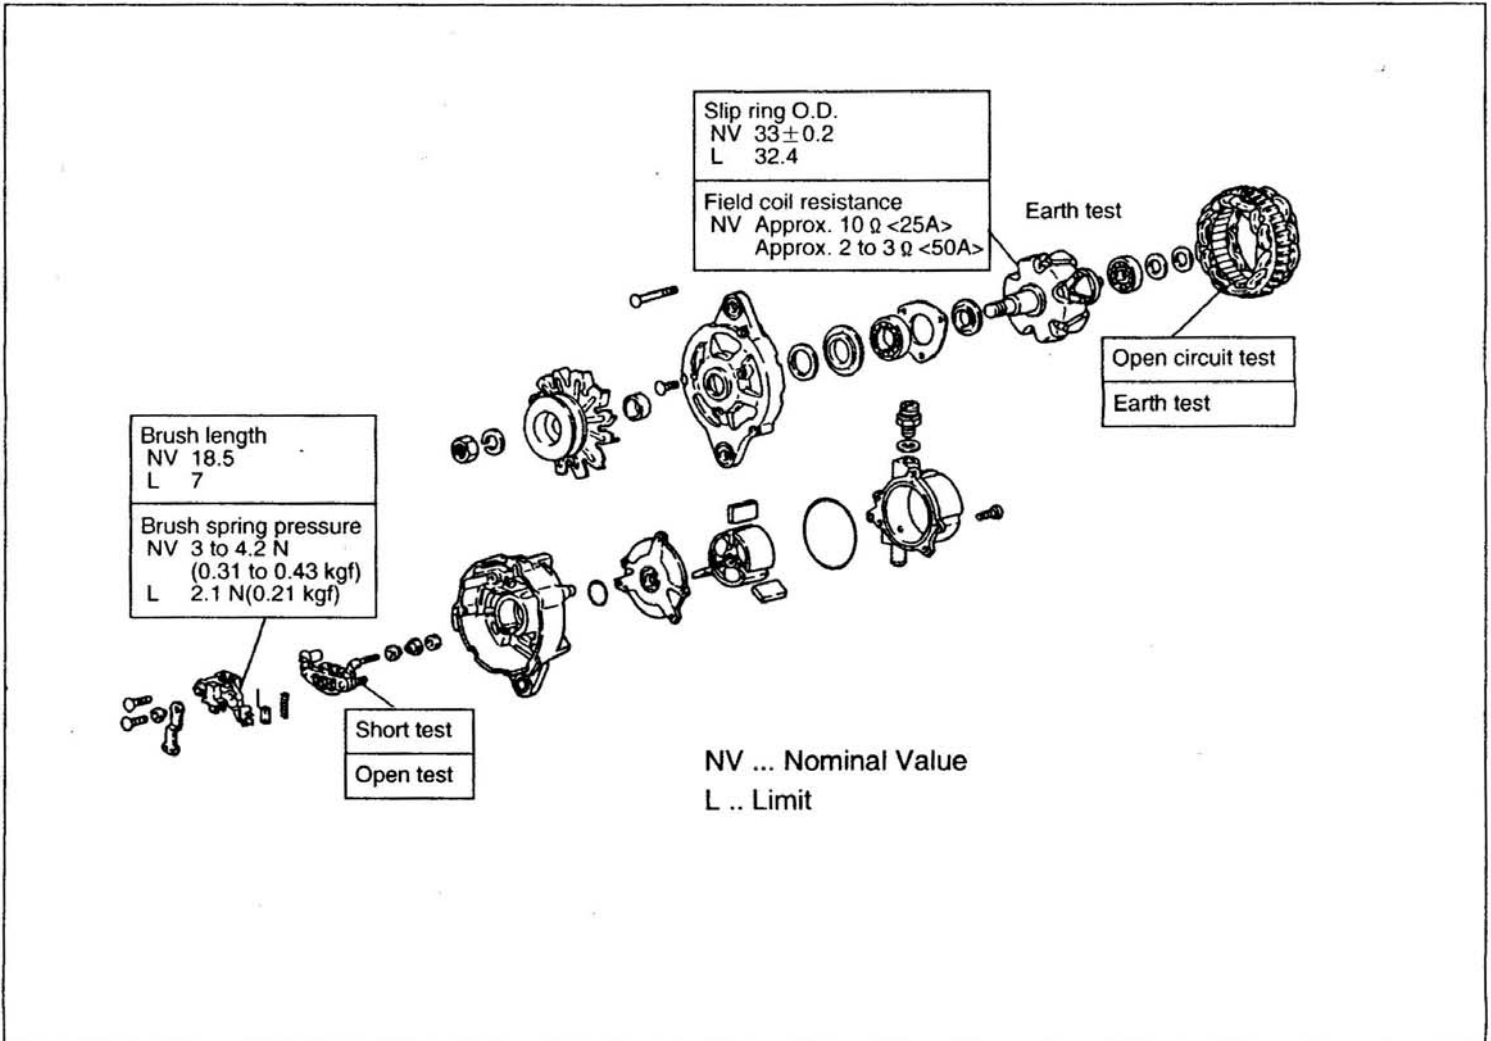 Slip ring O.D.
NV 33±0.2
L 32.4
Field coil resistance
NV Approx. 10 Ω <25A>
Approx. 2 to 3 Ω <50A>
Earth test
Open circuit test
Earth test
Brush length
NV 18.5
L 7
Brush spring pressure
NV 3 to 4.2 N
(0.31 to 0.43 kgf)
L 2.1 N(0.21 kgf)
Short test
Open test
NV ... Nominal Value
L .. Limit